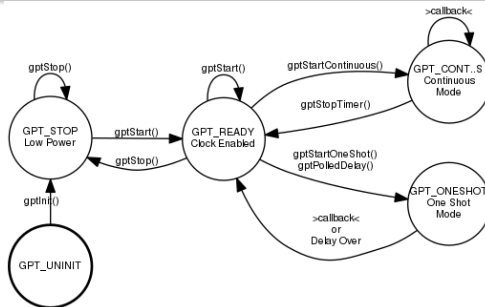 >callback<
gptStop()
gptStart()
gptStartContinuous()
GPT_CONT..S
Continuous
Mode
gptStopTimer()
GPT_STOP
Low Power
gptStart()
GPT_READY
Clock Enabled
gptStop()
gptStartOneShot()
gptPolledDelay()
GPT_ONESHOT
One Shot
Mode
gptInit()
>callback<
or
Delay Over
GPT_UNINIT